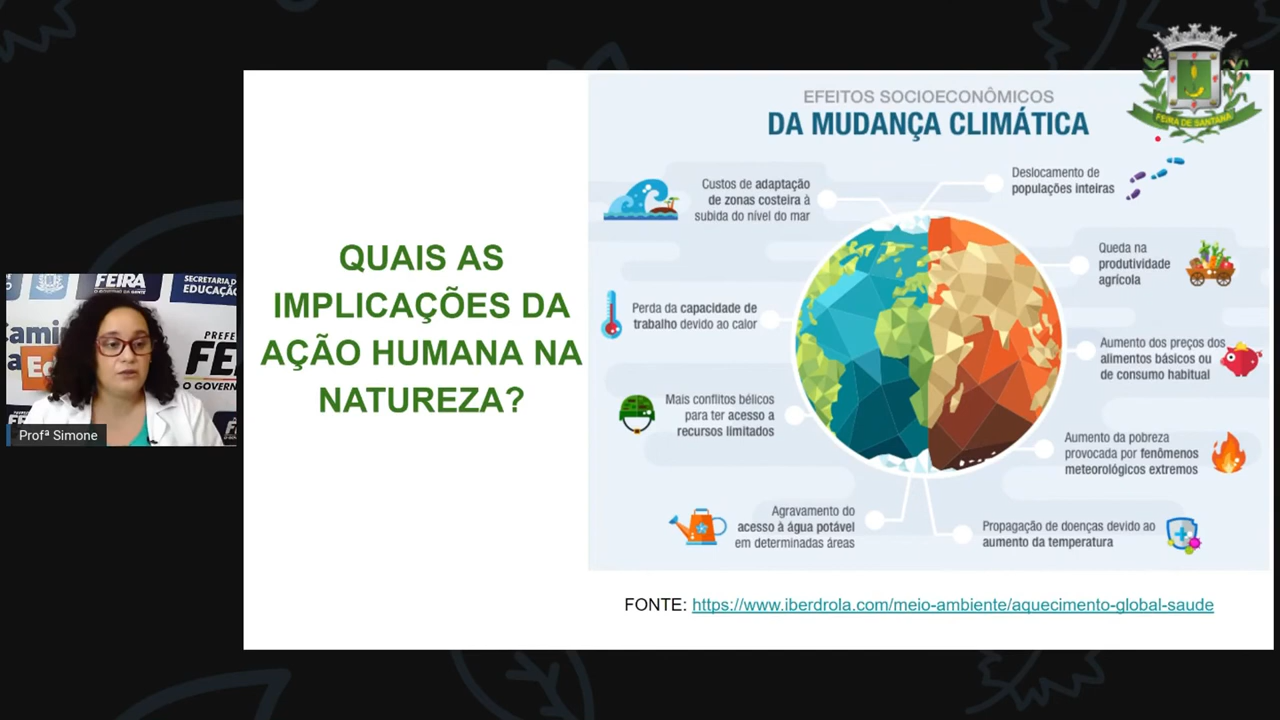 FEIRA DE SANTANA
EFEITOS SOCIOECONÔMICOS
DA MUDANÇA CLIMÁTICA
QUAIS AS
IMPLICAÇÕES DA
AÇÃO HUMANA NA
NATUREZA?
Custos de adaptação
de zonas costeira à
subida do nível do mar
Deslocamento de
populações inteiras
Queda na
produtividade
agrícola
Perda da capacidade de
trabalho devido ao calor
Aumento dos preços dos
alimentos básicos ou
de consumo habitual
Mais conflitos bélicos
para ter acesso a
recursos limitados
Aumento da pobreza
provocada por fenômenos
meteorológicos extremos
Agravamento do
acesso à água potável
em determinadas áreas
Propagação de doenças devido ao
aumento da temperatura
FONTE: https://www.iberdrola.com/meio-ambiente/aquecimento-global-saude
FEIRA
SECRETARIA D
EDUCAÇÃO
Cami
PREFE
FE
O GOVERN
Profª Simone